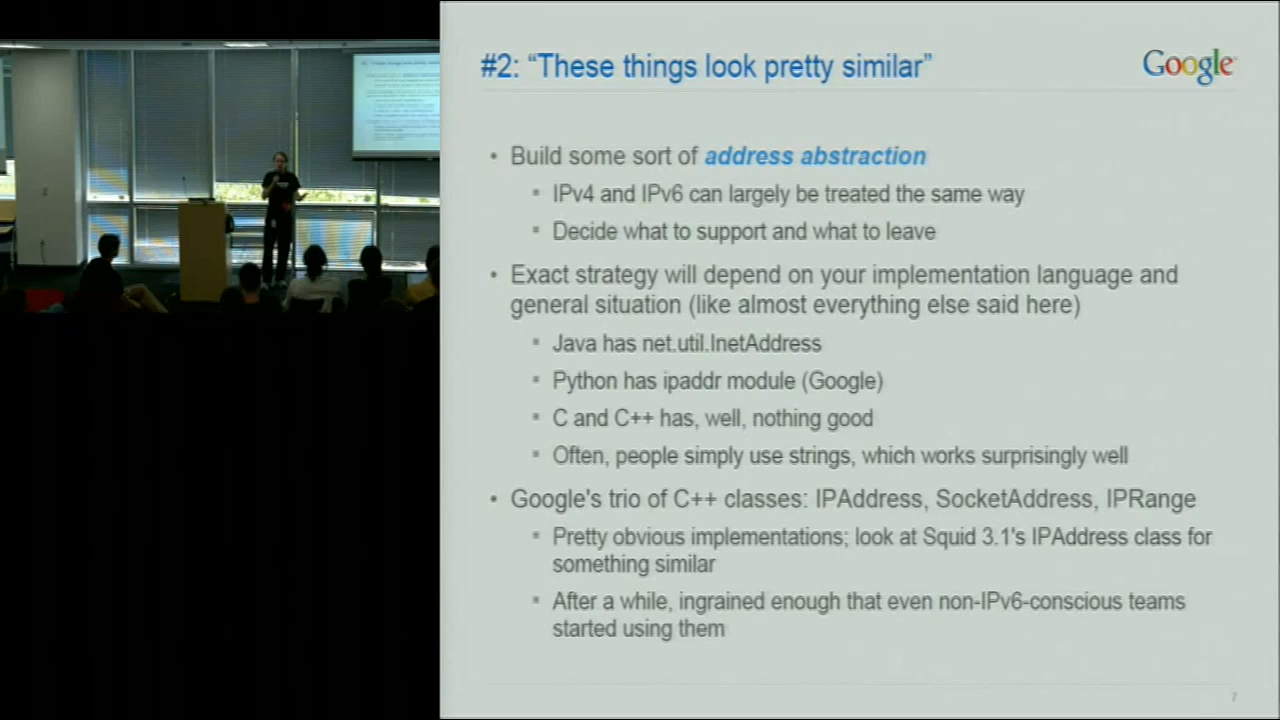 #2: “These things look pretty similar”
Google
• Build some sort of address abstraction
▪ IPv4 and IPv6 can largely be treated the same way
▪ Decide what to support and what to leave
• Exact strategy will depend on your implementation language and
general situation (like almost everything else said here)
▪ Java has net.util.InetAddress
▪ Python has ipaddr module (Google)
▪ C and C++ has, well, nothing good
▪ Often, people simply use strings, which works surprisingly well
• Google's trio of C++ classes: IPAddress, SocketAddress, IPRange
▪ Pretty obvious implementations; look at Squid 3.1's IPAddress class for
something similar
▪ After a while, ingrained enough that even non-IPv6-conscious teams
started using them
7